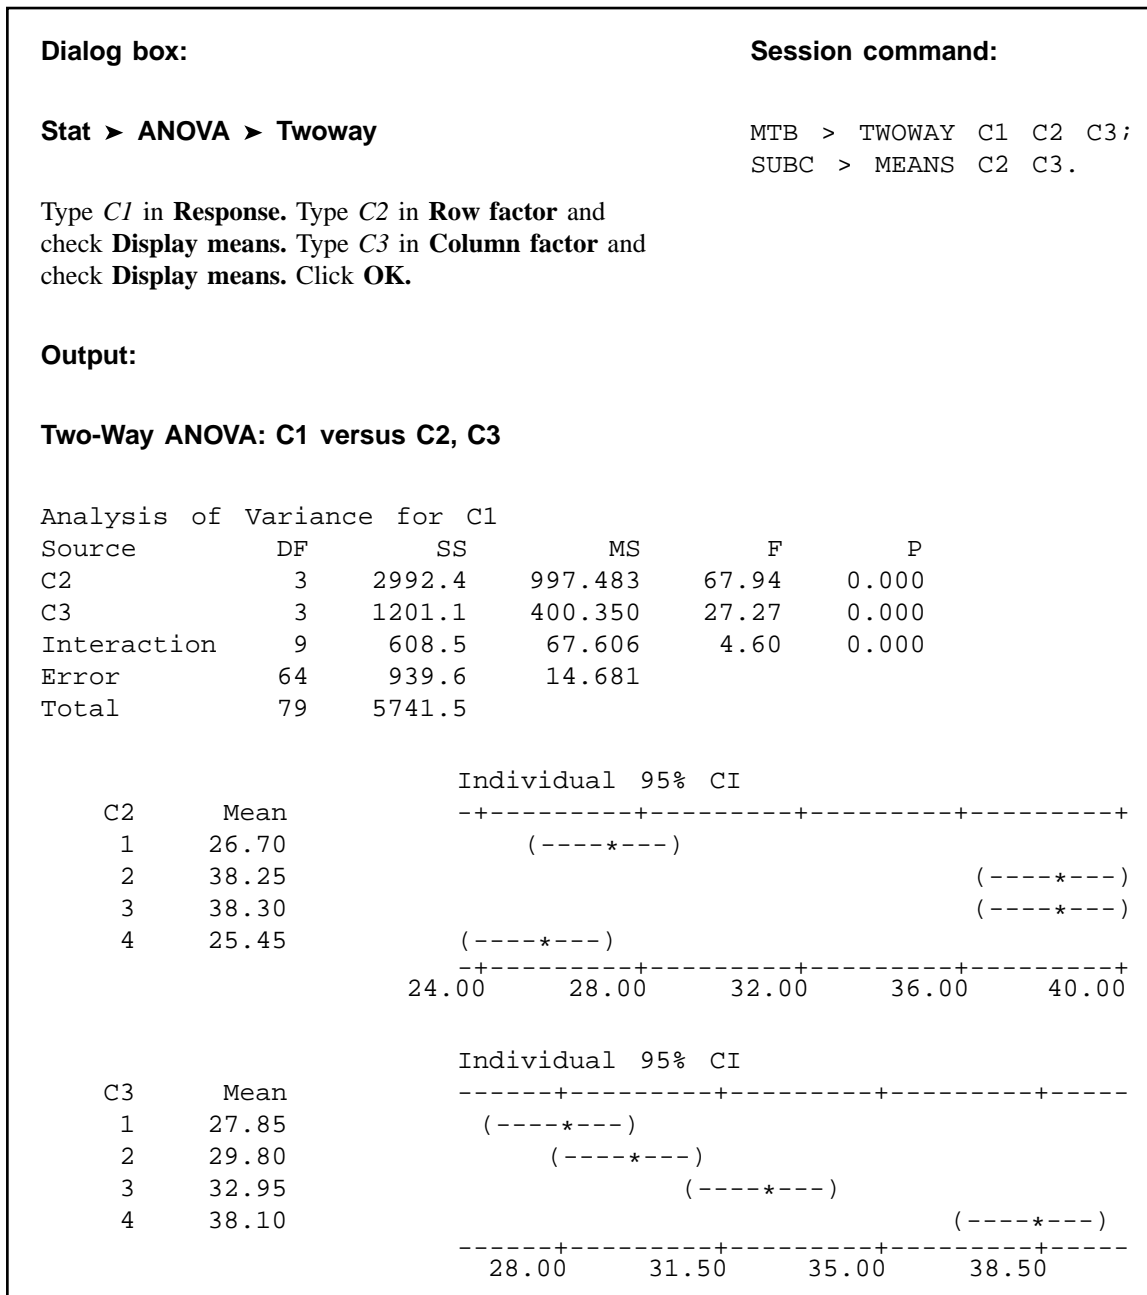 Dialog box: Session command:
Stat ➤ ANOVA ➤ Twoway MTB > TWOWAY C1 C2 C3;
SUBC > MEANS C2 C3.
Type C1 in Response. Type C2 in Row factor and
check Display means. Type C3 in Column factor and
check Display means. Click OK.
Output:
Two-Way ANOVA: C1 versus C2, C3
Analysis of Variance for C1
Source DF SS MS F P
C2 3 2992.4 997.483 67.94 0.000
C3 3 1201.1 400.350 27.27 0.000
Interaction 9 608.5 67.606 4.60 0.000
Error 64 939.6 14.681
Total 79 5741.5
Individual 95% CI
C2 Mean -+---------+---------+---------+---------+
1 26.70 (----*---)
2 38.25 (----*---)
3 38.30 (----*---)
4 25.45 (----*---)
-+---------+---------+---------+---------+
24.00 28.00 32.00 36.00 40.00
Individual 95% CI
C3 Mean ------+---------+---------+---------+-----
1 27.85 (----*---)
2 29.80 (----*---)
3 32.95 (----*---)
4 38.10 (----*---)
------+---------+---------+---------+-----
28.00 31.50 35.00 38.50